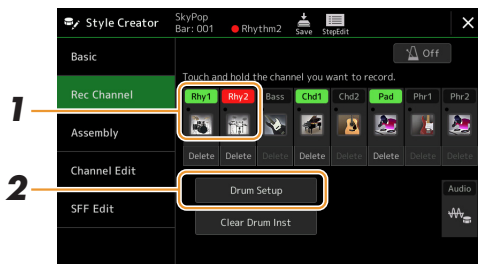 Style Creator
SkyPop
Bar: 001
Rhythm2
Save
StepEdit
Basic
Off
Touch and hold the channel you want to record.
1
Rec Channel
Rhy1 Rhy2 Bass Chd1 Chd2 Pad Phr1 Phr2
Assembly
Delete Delete Delete Delete Delete Delete Delete Delete
Channel Edit
2
Drum Setup
Audio
SFF Edit
Clear Drum Inst